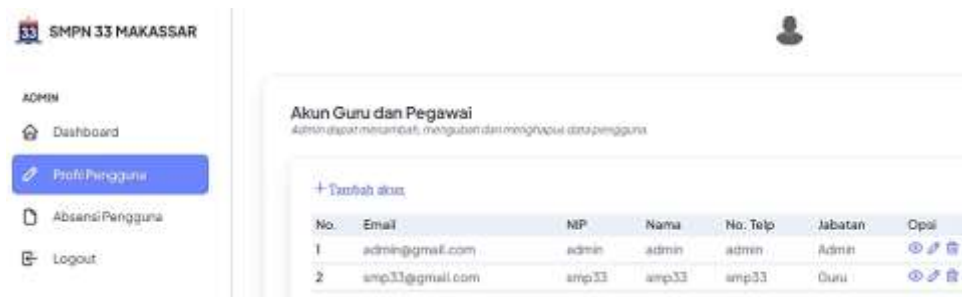 33 SMPN 33 MAKASSAR
ADMIN
Dashboard
Profil Pengguna
Absensi Pengguna
Logout
Akun Guru dan Pegawai
Admin dapat menambah, mengubah dan menghapus data pengguna
+ Tambah akun
No. Email NIP Nama No. Telp Jabatan Opsi
1 admin@gmail.com admin admin admin Admin
2 smp33@gmail.com smp33 smp33 smp33 Guru